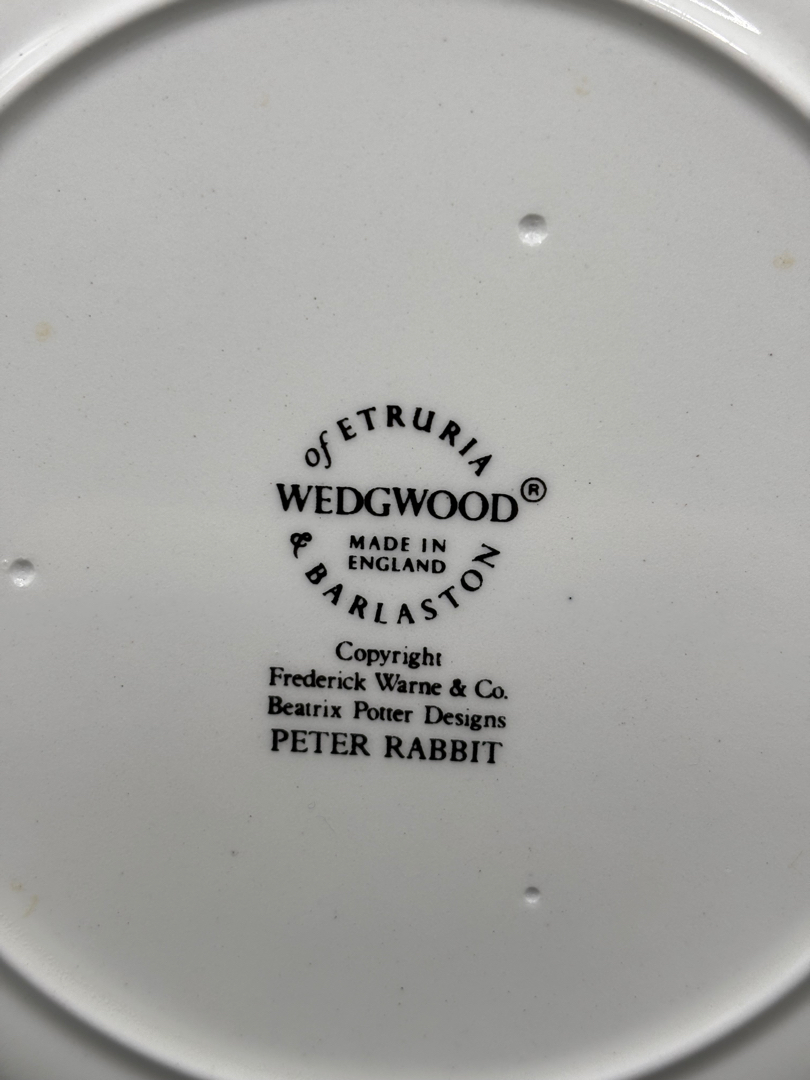 of ETRURIA
WEDGWOOD®
MADE IN
ENGLAND
& BARLASTON
Copyright
Frederick Warne & Co.
Beatrix Potter Designs
PETER RABBIT